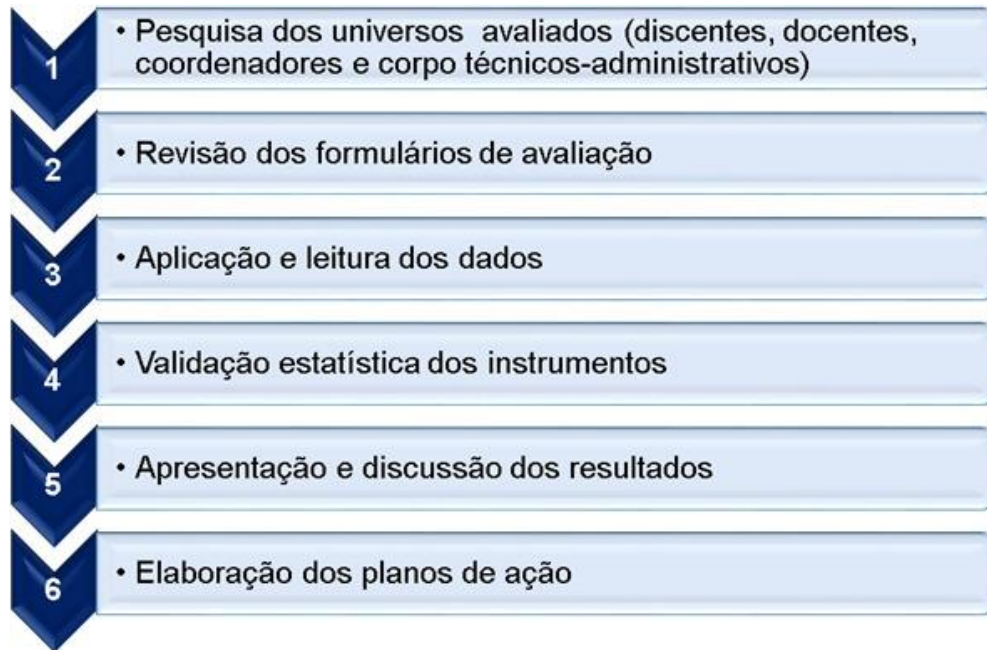 1
• Pesquisa dos universos avaliados (discentes, docentes,
coordenadores e corpo técnicos-administrativos)
2
• Revisão dos formulários de avaliação
3
• Aplicação e leitura dos dados
4
• Validação estatística dos instrumentos
5
• Apresentação e discussão dos resultados
6
• Elaboração dos planos de ação